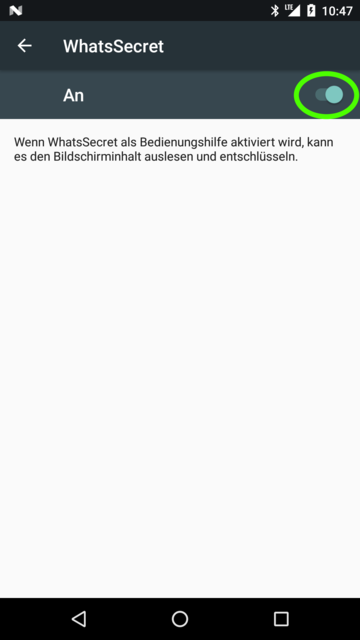 LTE 10:47
WhatsSecret
An
Wenn WhatsSecret als Bedienungshilfe aktiviert wird, kann
es den Bildschirminhalt auslesen und entschlüsseln.